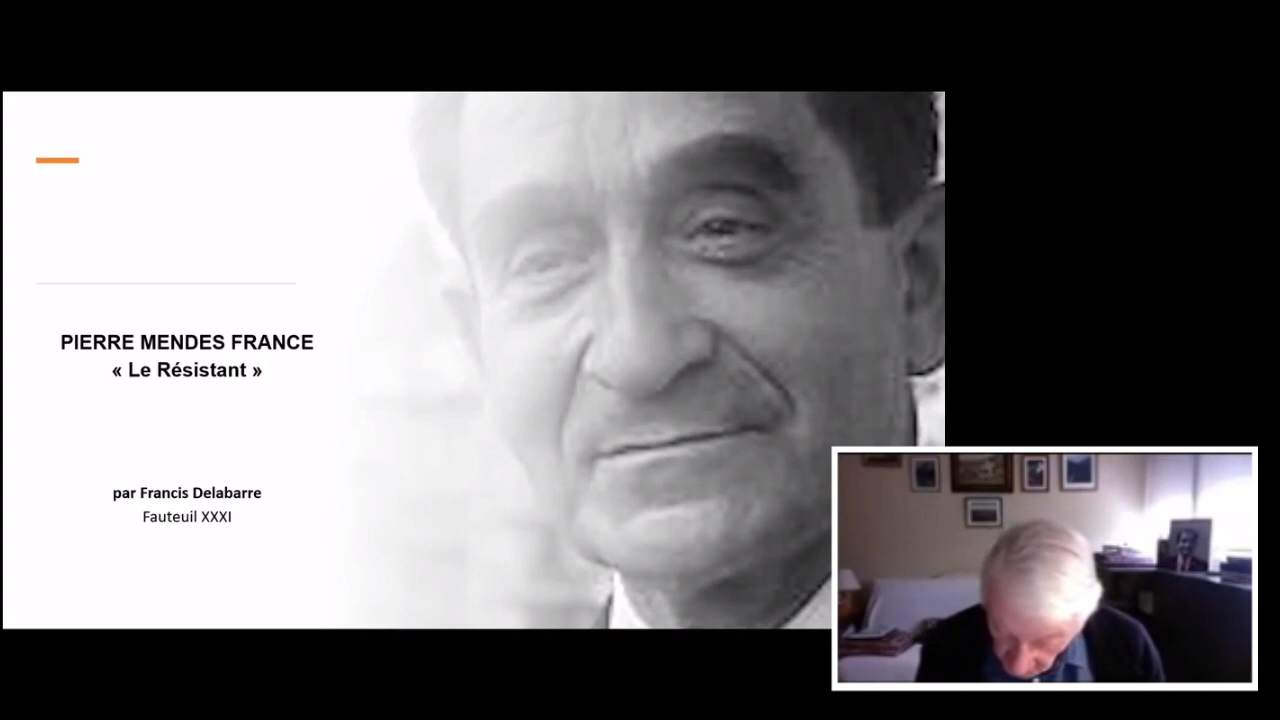 PIERRE MENDES FRANCE
« Le Résistant »
par Francis Delabarre
Fauteuil XXXI